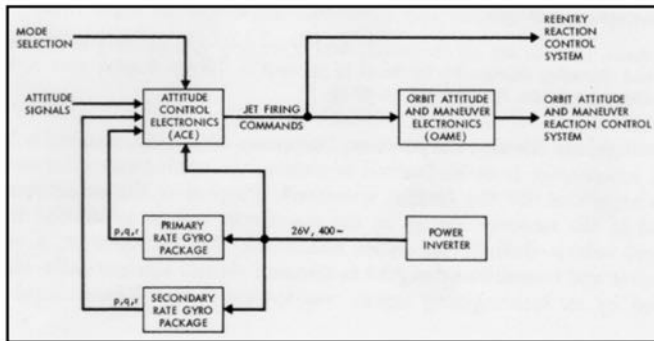 MODE
SELECTION
REENTRY
REACTION
CONTROL
SYSTEM
ATTITUDE
SIGNALS
ATTITUDE
CONTROL
ELECTRONICS
(ACE)
JET FIRING
COMMANDS
ORBIT ATTITUDE
AND MANEUVER
ELECTRONICS
(OAME)
ORBIT ATTITUDE
AND MANEUVER
REACTION CONTROL
SYSTEM
p,q,r
PRIMARY
RATE GYRO
PACKAGE
26V, 400~
POWER
INVERTER
p,q,r
SECONDARY
RATE GYRO
PACKAGE